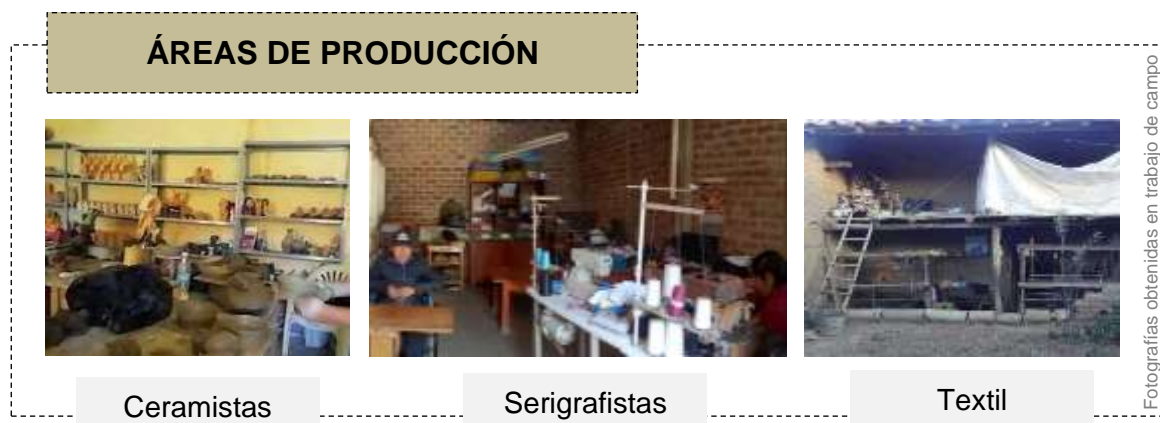 ÁREAS DE PRODUCCIÓN
Ceramistas
Serigrafistas
Textil
Fotografías obtenidas en trabajo de campo